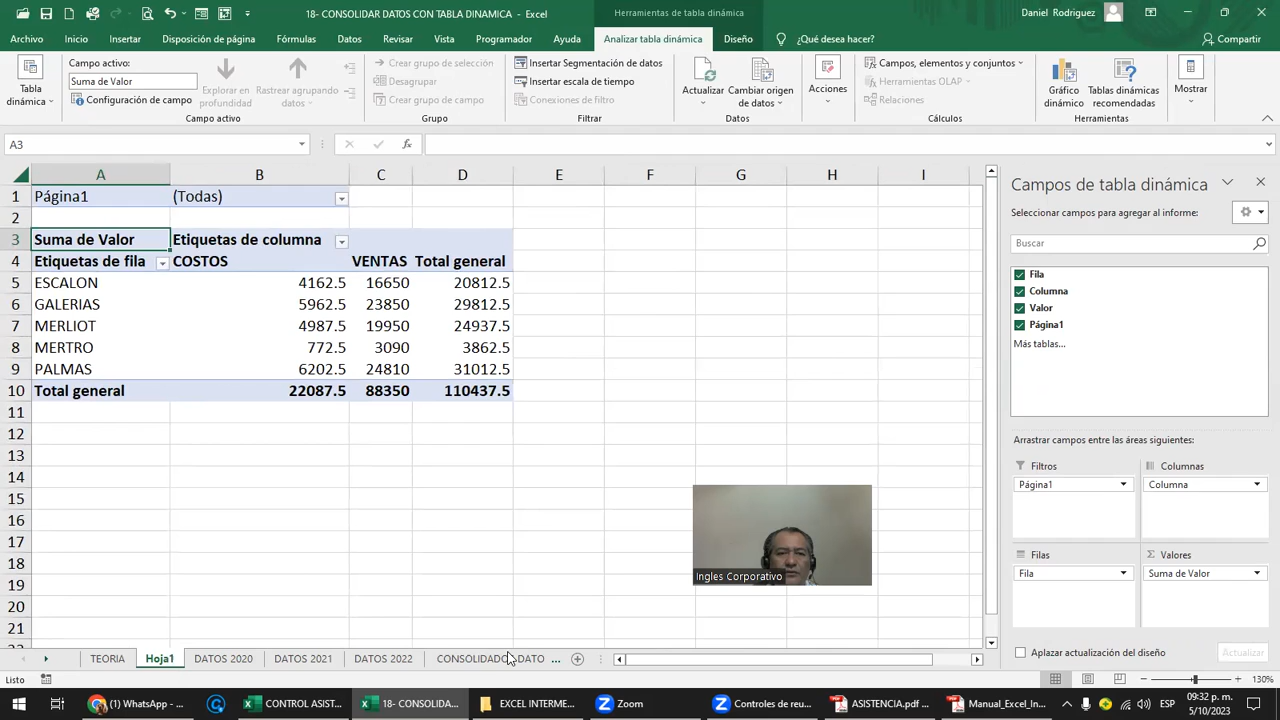 18- CONSOLIDAR DATOS CON TABLA DINAMICA - Excel
Herramientas de tabla dinámica
Daniel Rodriguez
Archivo Inicio Insertar Disposición de página Fórmulas Datos Revisar Vista Programador Ayuda Analizar tabla dinámica Diseño ¿Qué desea hacer? Compartir
Tabla dinámica
Campo activo:
Suma de Valor
Configuración de campo
Explorar en profundidad
Rastrear agrupando datos
Campo activo
Crear grupo de selección
Desagrupar
Crear grupo de campo
Grupo
Insertar Segmentación de datos
Insertar escala de tiempo
Conexiones de filtro
Filtrar
Actualizar
Cambiar origen de datos
Datos
Acciones
Campos, elementos y conjuntos
Herramientas OLAP
Relaciones
Cálculos
Gráfico dinámico
Tablas dinámicas recomendadas
Herramientas
Mostrar
A3
fx
A B C D E F G H I
1 Página1 (Todas)
2
3 Suma de Valor Etiquetas de columna
4 Etiquetas de fila COSTOS VENTAS Total general
5 ESCALON 4162.5 16650 20812.5
6 GALERIAS 5962.5 23850 29812.5
7 MERLIOT 4987.5 19950 24937.5
8 MERTRO 772.5 3090 3862.5
9 PALMAS 6202.5 24810 31012.5
10 Total general 22087.5 88350 110437.5
11
12
13
14
15
16
17
18
19
20
21
Ingles Corporativo
Campos de tabla dinámica
Seleccionar campos para agregar al informe:
Buscar
Fila
Columna
Valor
Página1
Más tablas...
Arrastrar campos entre las áreas siguientes:
Filtros Columnas
Página1 Columna
Filas Σ Valores
Fila Suma de Valor
Aplazar actualización del diseño Actualizar
TEORIA Hoja1 DATOS 2020 DATOS 2021 DATOS 2022 CONSOLIDADO DATO ...
Listo
130%
(1) WhatsApp - ...
CONTROL ASIST...
18- CONSOLIDA...
EXCEL INTERME...
Zoom
Controles de reu...
ASISTENCIA.pdf ...
Manual_Excel_In...
ESP
09:32 p. m.
5/10/2023